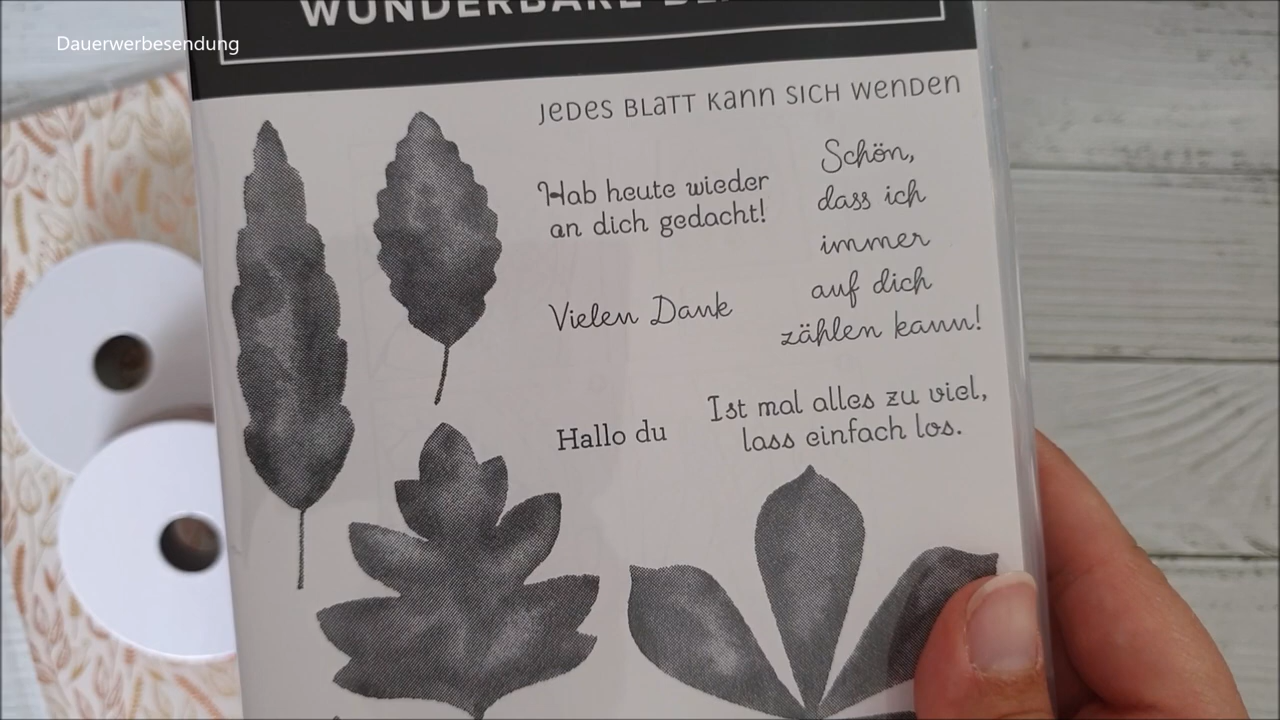 Dauerwerbesendung
WUNDERBARE
JEDES BLATT KANN SICH WENDEN
Hab heute wieder
an dich gedacht!
Schön,
dass ich
immer
auf dich
zählen kann!
Vielen Dank
Hallo du
Ist mal alles zu viel,
lass einfach los.